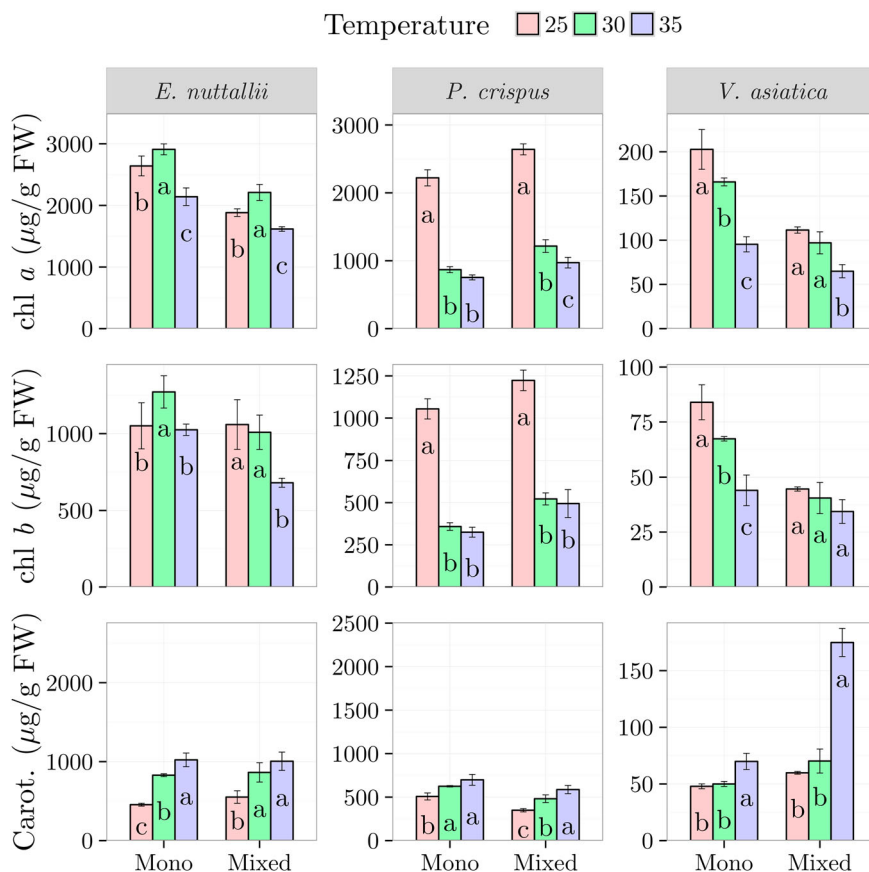 Temperature 25 30 35
E. nuttallii P. crispus V. asiatica
chl a (µg/g FW)
3000
2000
1000
0
b a c b a c
3000
2000
1000
0
a b b a b c
200
150
100
50
0
a b c a a b
chl b (µg/g FW)
1000
500
0
b a b a a b
1250
1000
750
500
250
0
a b b a b b
100
75
50
25
0
a b c a a a
Carot. (µg/g FW)
2000
1000
0
c b a b a a
2500
2000
1500
1000
500
0
b a a c b a
150
100
50
0
b b a b b a
Mono Mixed Mono Mixed Mono Mixed